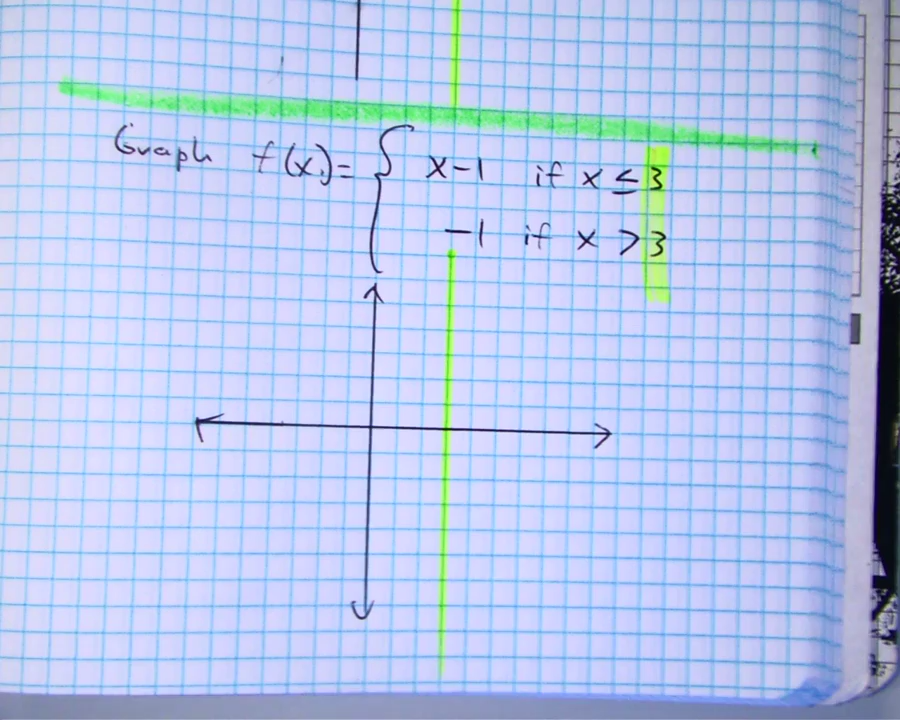 Graph f(x)= { x-1 if x ≤ 3
-1 if x > 3